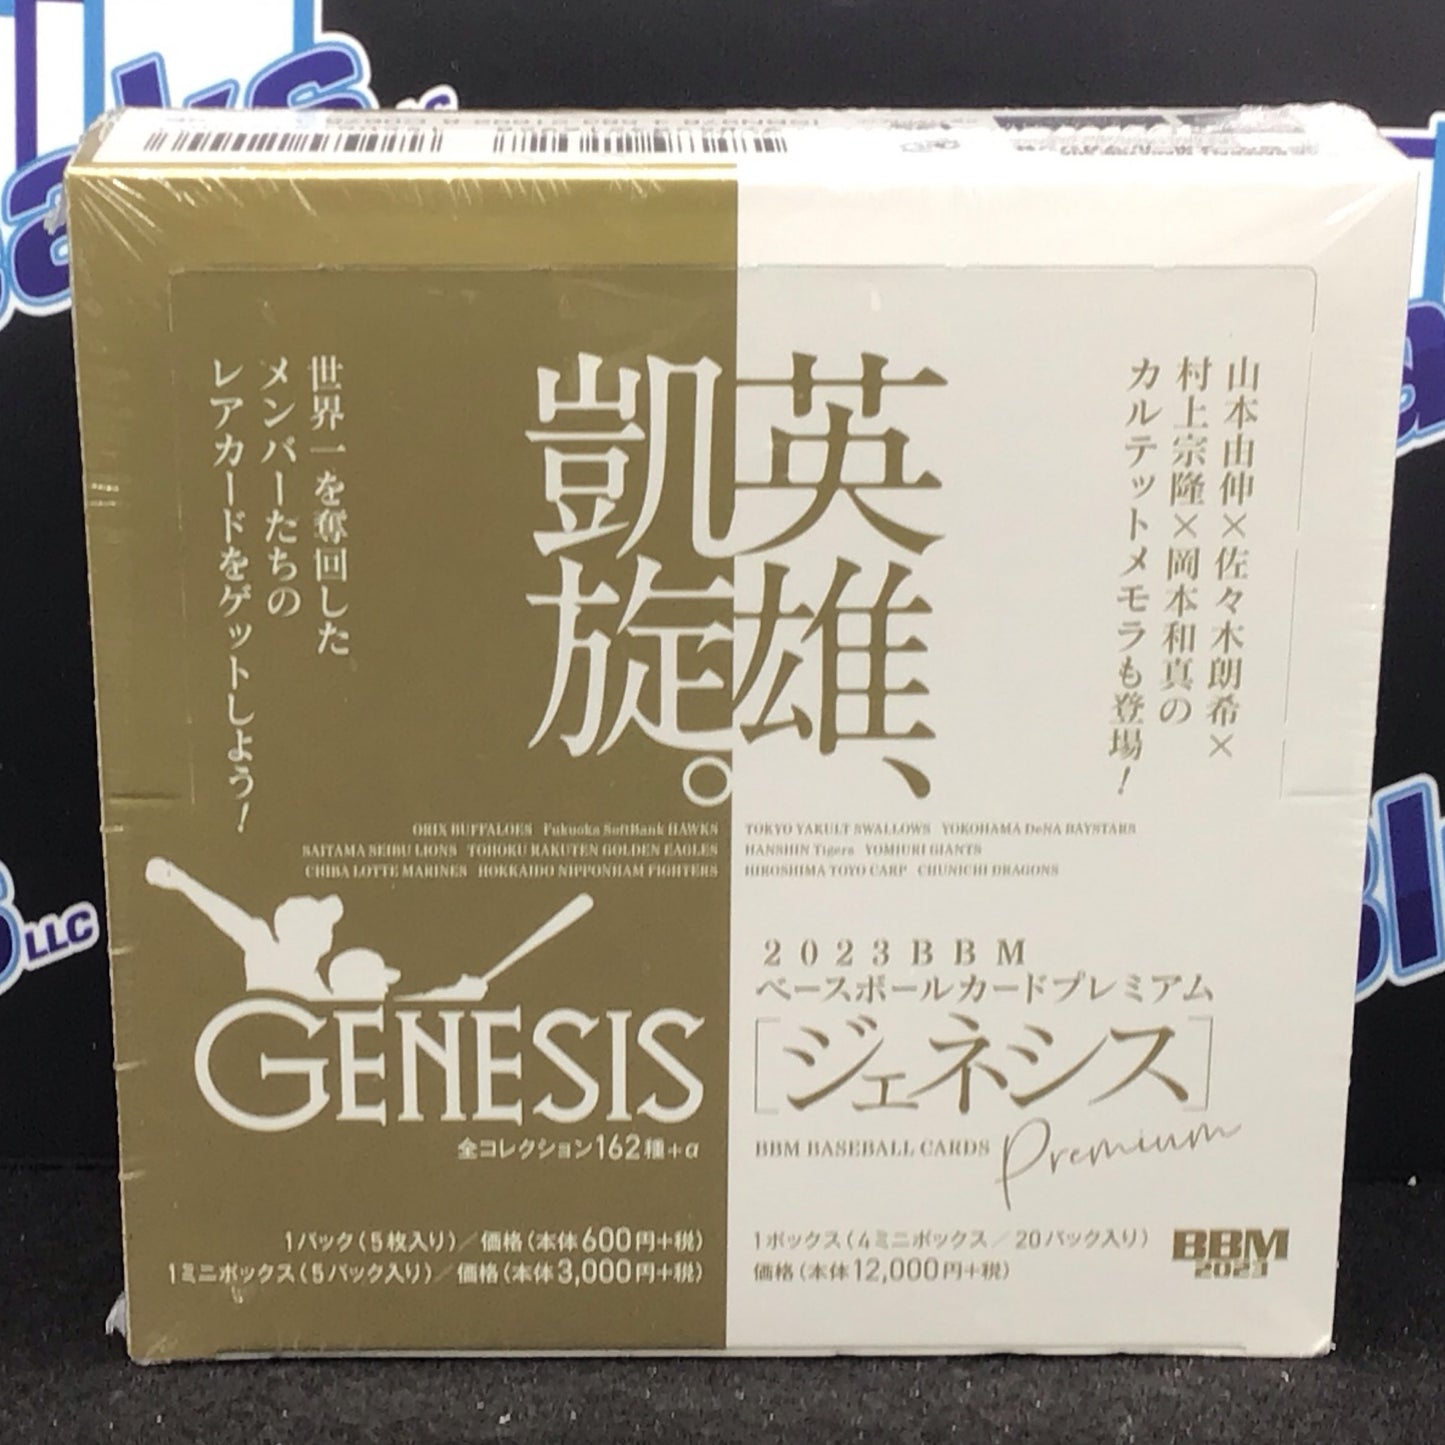 山本由伸×佐々木朗希×
村上宗隆×岡本和真の
カルテットメモラも登場!
英雄、
凱旋。
世界一を奪回した
メンバーたちの
レアカードをゲットしよう!
ORIX BUFFALOES Fukuoka SoftBank HAWKS
SAITAMA SEIBU LIONS TOHOKU RAKUTEN GOLDEN EAGLES
CHIBA LOTTE MARINES HOKKAIDO NIPPONHAM FIGHTERS
TOKYO YAKULT SWALLOWS YOKOHAMA DeNA BAYSTARS
HANSHIN Tigers YOMIURI GIANTS
HIROSHIMA TOYO CARP CHUNICHI DRAGONS
GENESIS
全コレクション162種+α
2023BBM
ベースボールカードプレミアム
[ジェネシス]
BBM BASEBALL CARDS Premium
1パック(5枚入り)/価格(本体600円+税)
1ミニボックス(5パック入り)/価格(本体3,000円+税)
1ボックス(4ミニボックス/20パック入り)
価格(本体12,000円+税)
BBM
2023
LLC